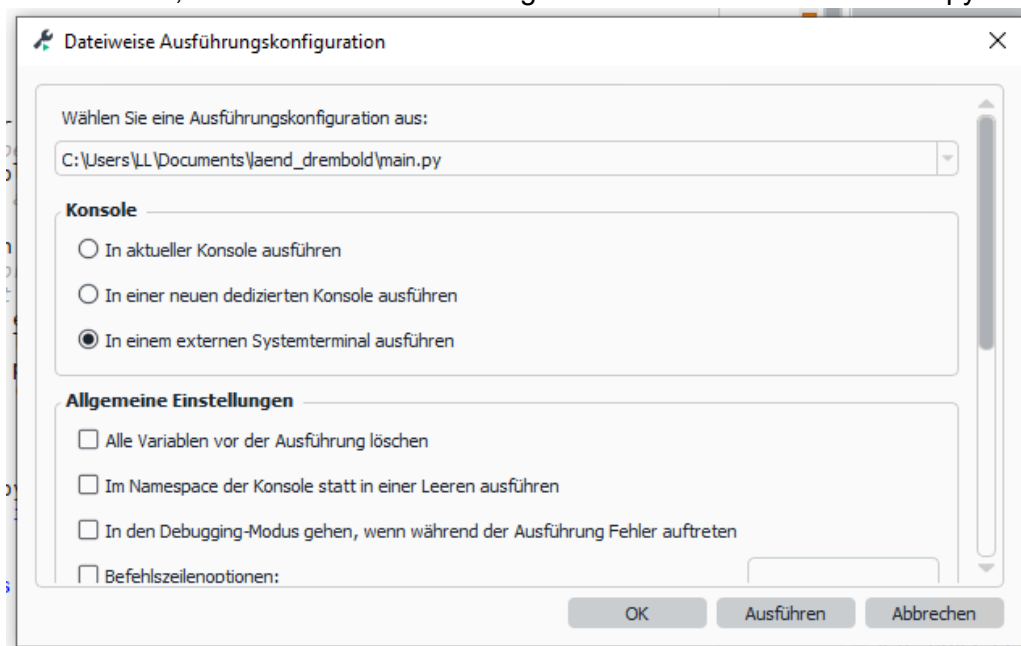 Dateiweise Ausführungskonfiguration
Wählen Sie eine Ausführungskonfiguration aus:
C:\Users\LL\Documents\laend_drembold\main.py
Konsole
In aktueller Konsole ausführen
In einer neuen dedizierten Konsole ausführen
In einem externen Systemterminal ausführen
Allgemeine Einstellungen
Alle Variablen vor der Ausführung löschen
Im Namespace der Konsole statt in einer Leeren ausführen
In den Debugging-Modus gehen, wenn während der Ausführung Fehler auftreten
Befehlszeilenoptionen:
OK Ausführen Abbrechen